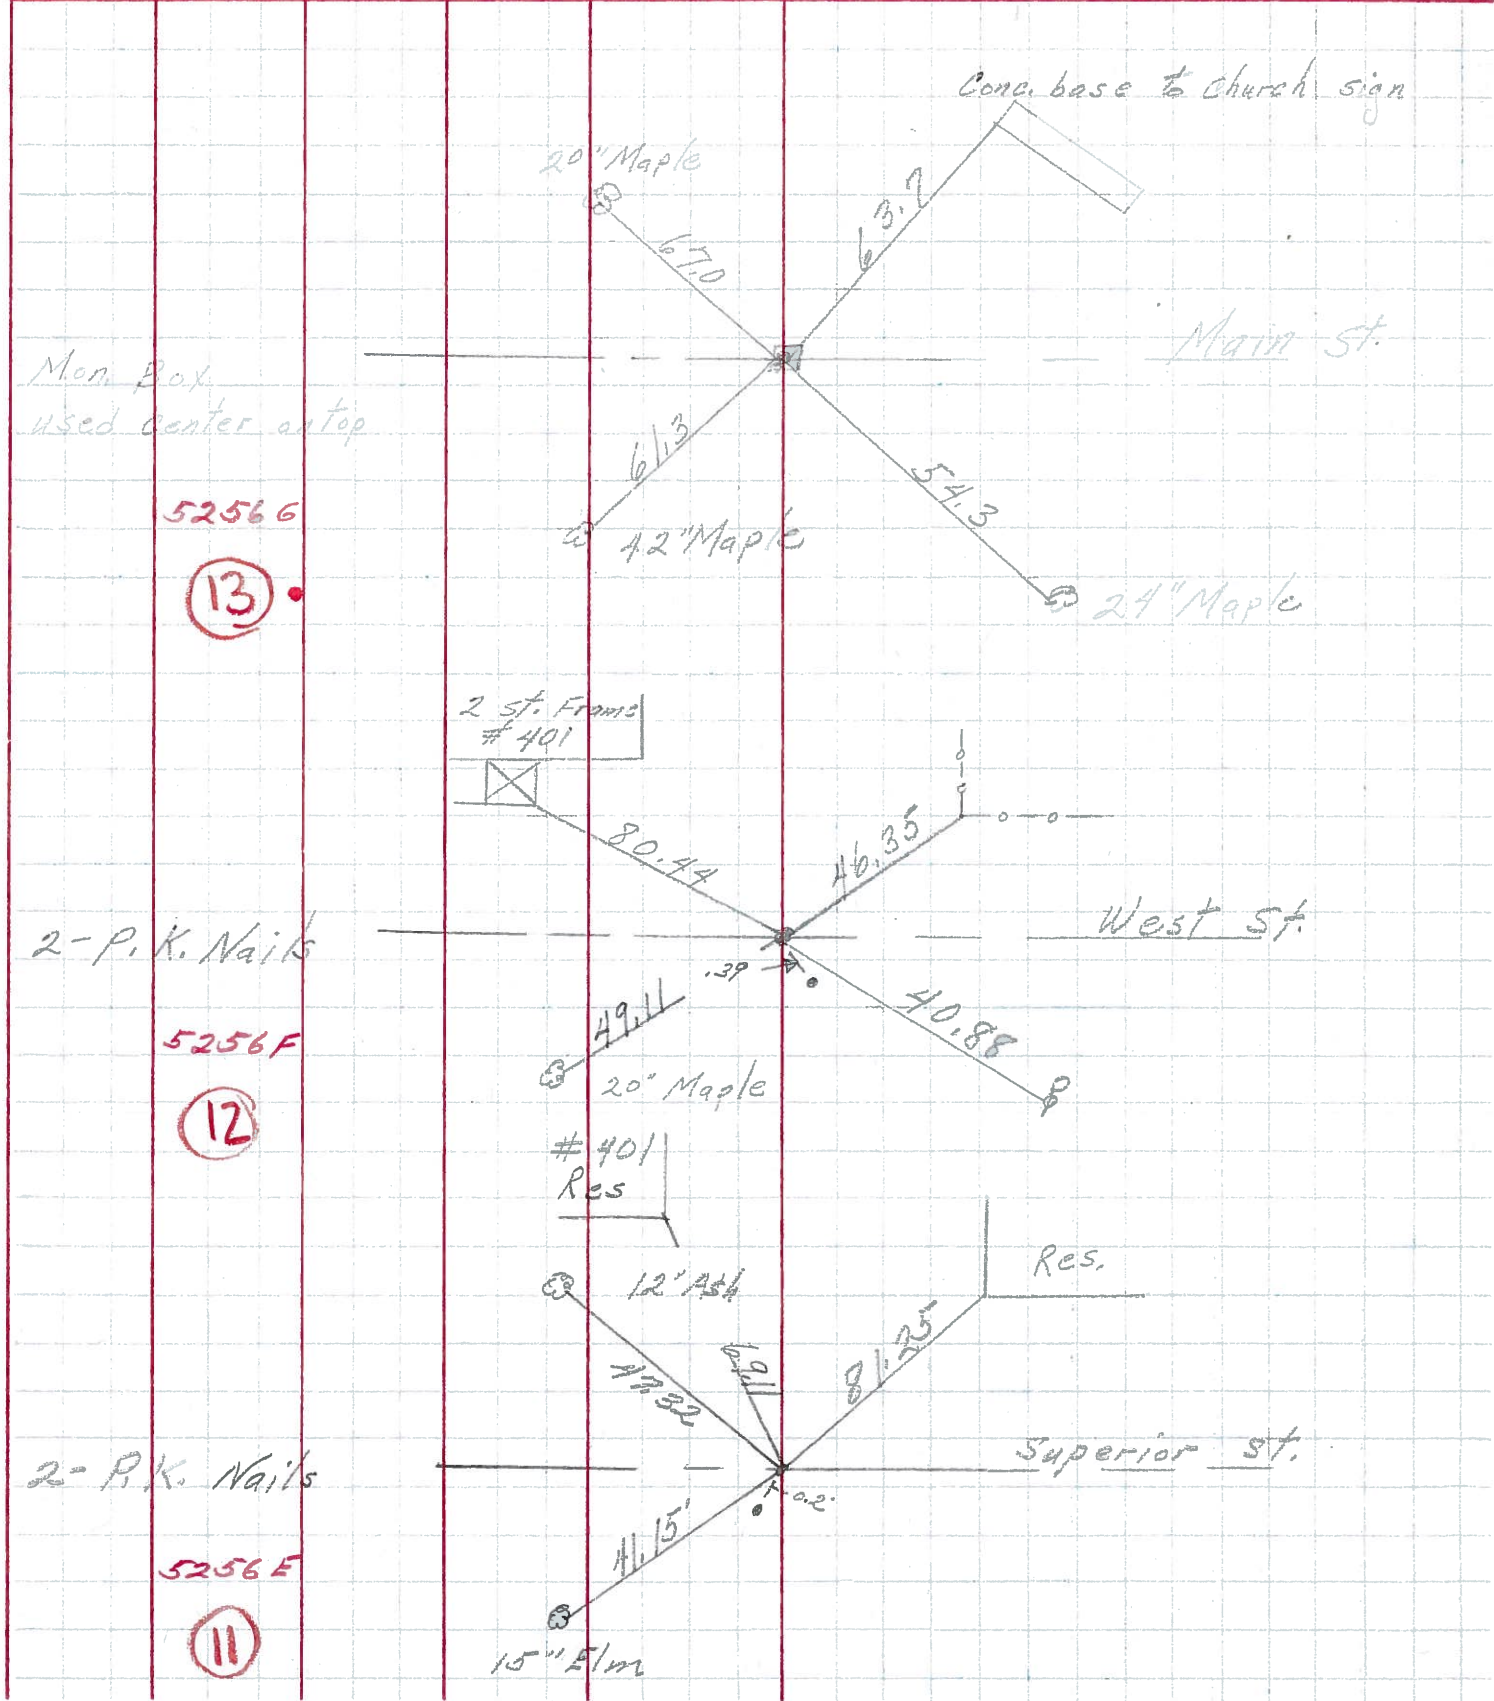 Conc. base to church sign
20" Maple
63.7
67.0
Main St.
Mon. Box
used center on top
61.3
54.3
5256G
42" Maple
13
24" Maple
2 St. Frame
# 401
80.44
46.35
West St.
2-P.K. Nails
.39
49.11
40.88
5256F
20" Maple
12
# 401
Res
Res.
12" Ash
47.32
81.25
Superior St.
2-P.K. Nails
0.2
41.15'
5256E
11
15" Elm